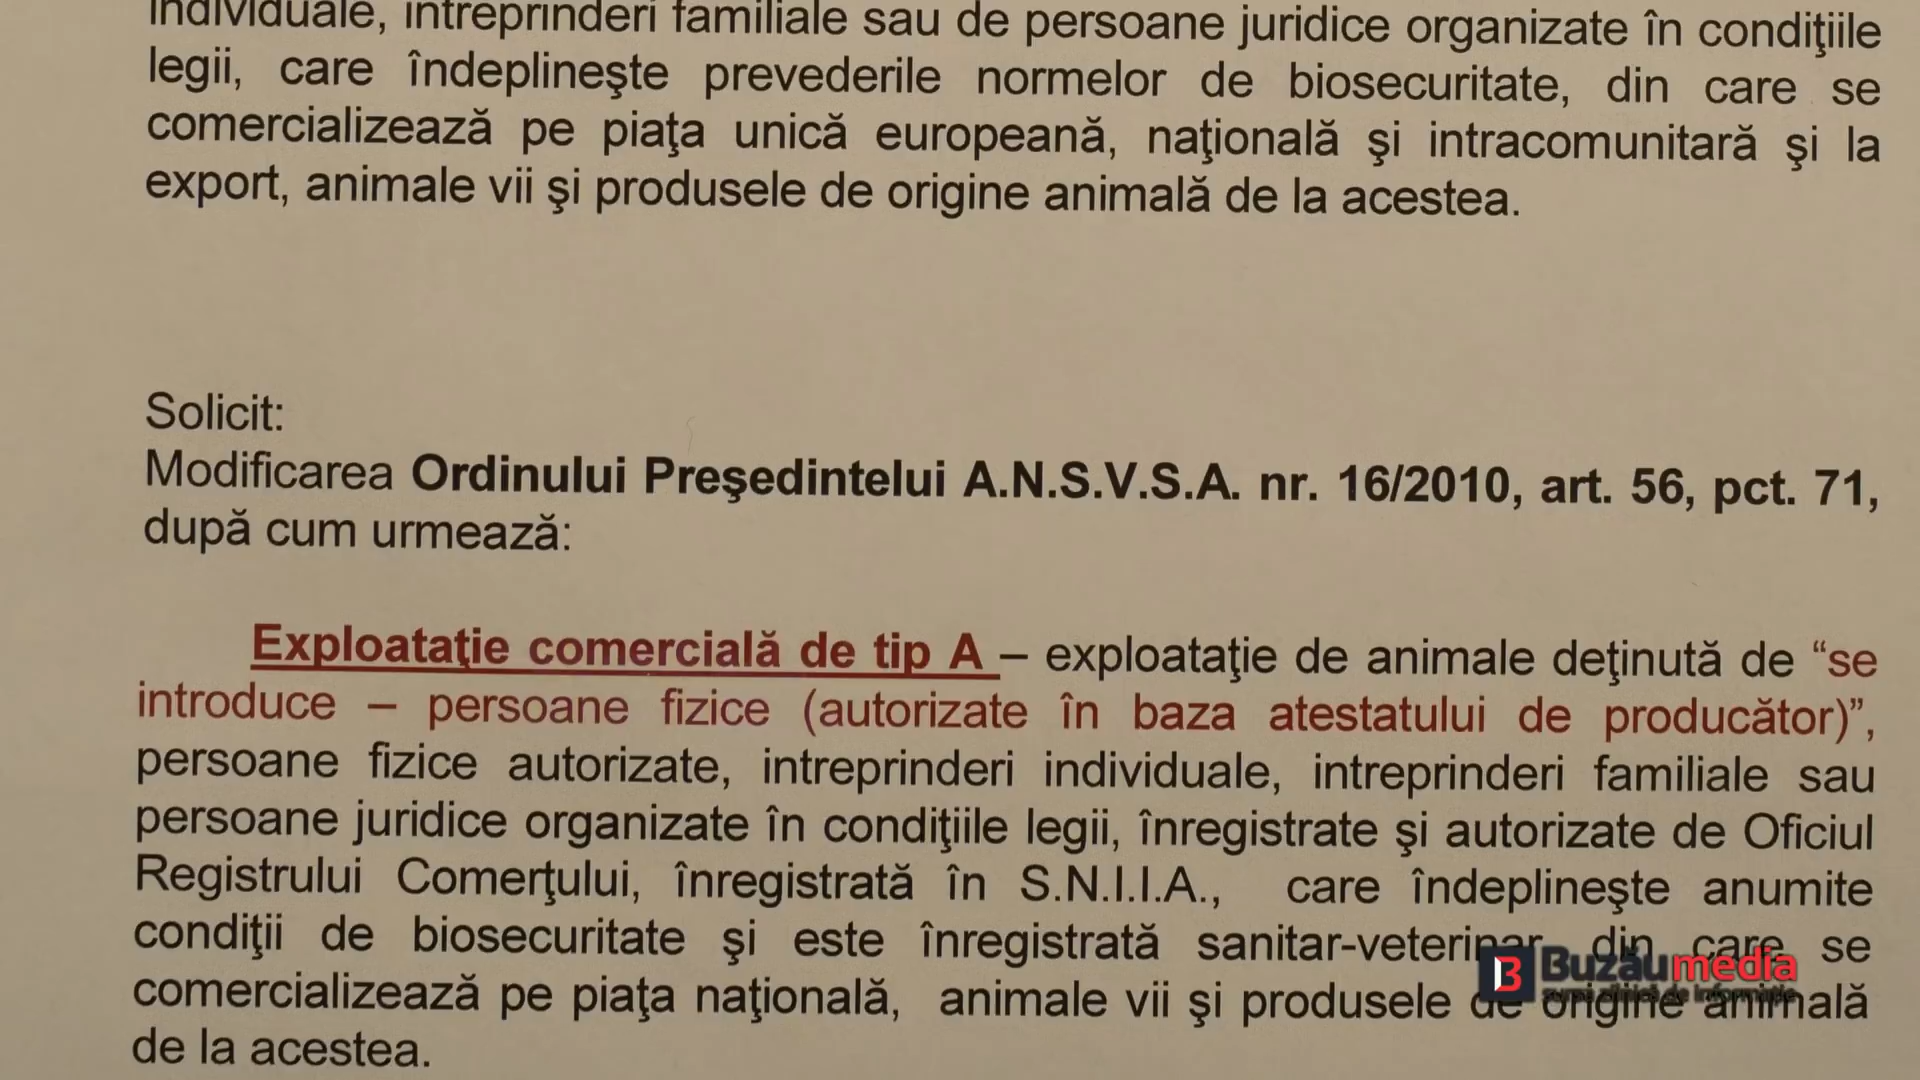 individuale, întreprinderi familiale sau de persoane juridice organizate în condiţiile
legii, care îndeplineşte prevederile normelor de biosecuritate, din care se
comercializează pe piaţa unică europeană, naţională şi intracomunitară şi la
export, animale vii şi produsele de origine animală de la acestea.
Solicit:
Modificarea Ordinului Preşedintelui A.N.S.V.S.A. nr. 16/2010, art. 56, pct. 71,
după cum urmează:
Exploataţie comercială de tip A – exploataţie de animale deţinută de “se
introduce – persoane fizice (autorizate în baza atestatului de producător)”,
persoane fizice autorizate, intreprinderi individuale, intreprinderi familiale sau
persoane juridice organizate în condiţiile legii, înregistrate şi autorizate de Oficiul
Registrului Comerţului, înregistrată în S.N.I.I.A., care îndeplineşte anumite
condiţii de biosecuritate şi este înregistrată sanitar-veterinar, din care se
comercializează pe piaţa naţională, animale vii şi produsele de origine animală
de la acestea.
B Buzăumedia
sursa zilnică de informație